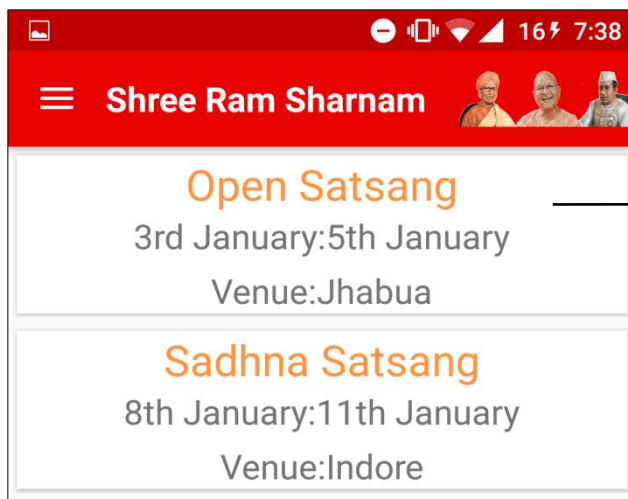 16 7:38
Shree Ram Sharnam
Open Satsang
3rd January:5th January
Venue:Jhabua
Sadhna Satsang
8th January:11th January
Venue:Indore